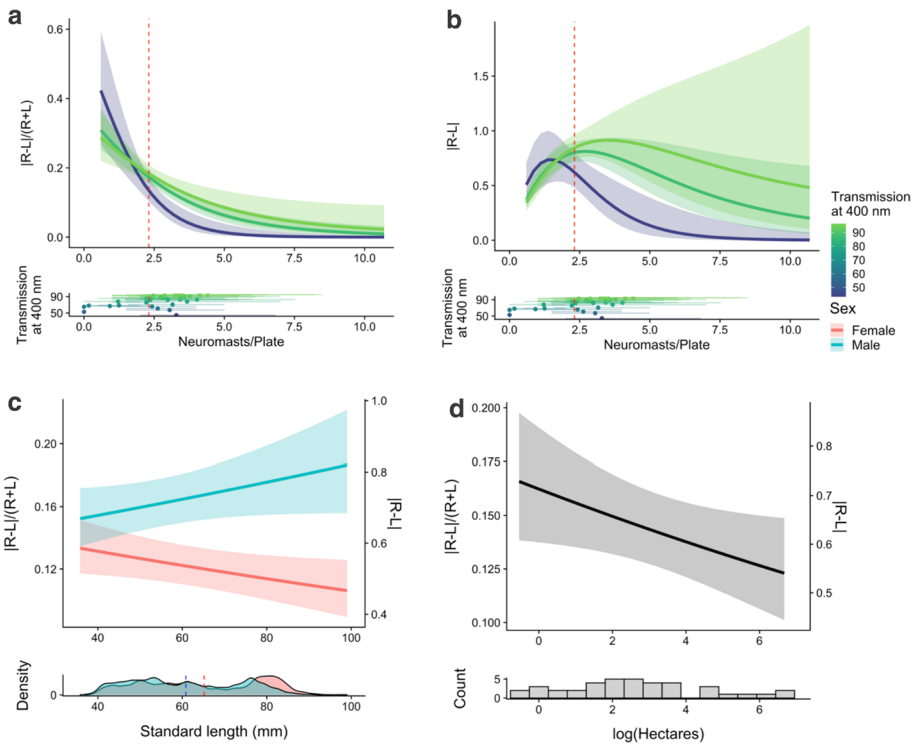 a
|R-L|/(R+L)
0.6
0.4
0.2
0.0
0.0 2.5 5.0 7.5 10.0
Transmission
at 400 nm
90
50
0.0 2.5 5.0 7.5 10.0
Neuromasts/Plate
b
|R-L|
1.5
1.0
0.5
0.0
0.0 2.5 5.0 7.5 10.0
Transmission
at 400 nm
90
50
0.0 2.5 5.0 7.5 10.0
Neuromasts/Plate
Transmission
at 400 nm
90
80
70
60
50
Sex
Female
Male
c
|R-L|/(R+L)
0.20
0.16
0.12
1.0
0.8
0.6
0.4
|R-L|
40 60 80 100
Density
0
40 60 80 100
Standard length (mm)
d
|R-L|/(R+L)
0.200
0.175
0.150
0.125
0.100
0.8
0.7
0.6
0.5
|R-L|
0 2 4 6
Count
5
0
0 2 4 6
log(Hectares)